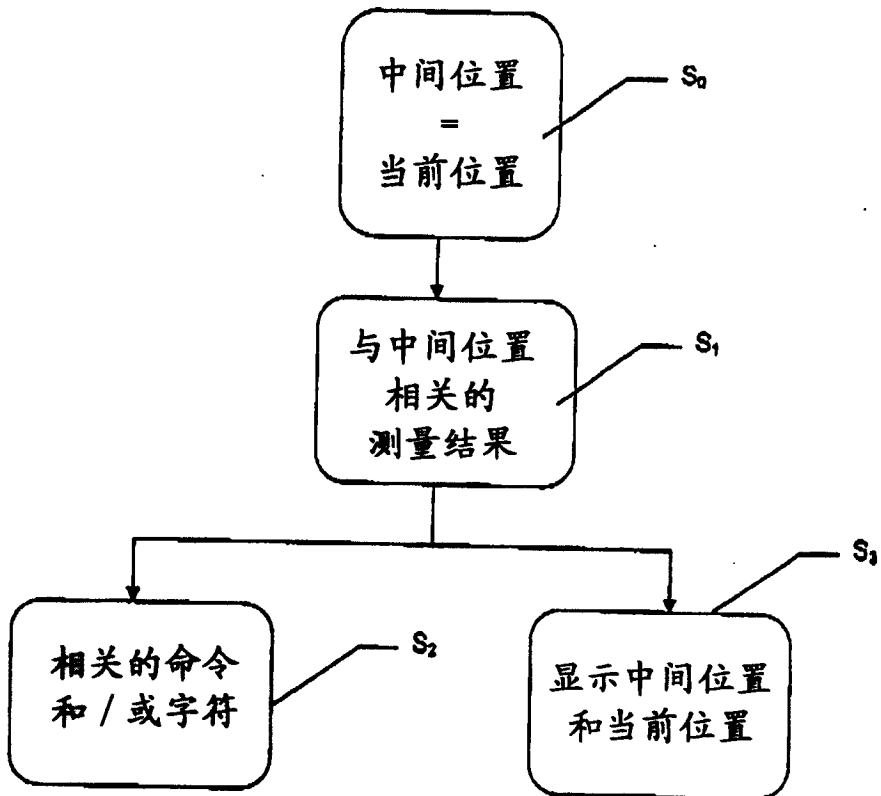 中间位置
=
当前位置
S₀
与中间位置
相关的
测量结果
S₁
相关的命令
和/或字符
S₂
显示中间位置
和当前位置
S₃